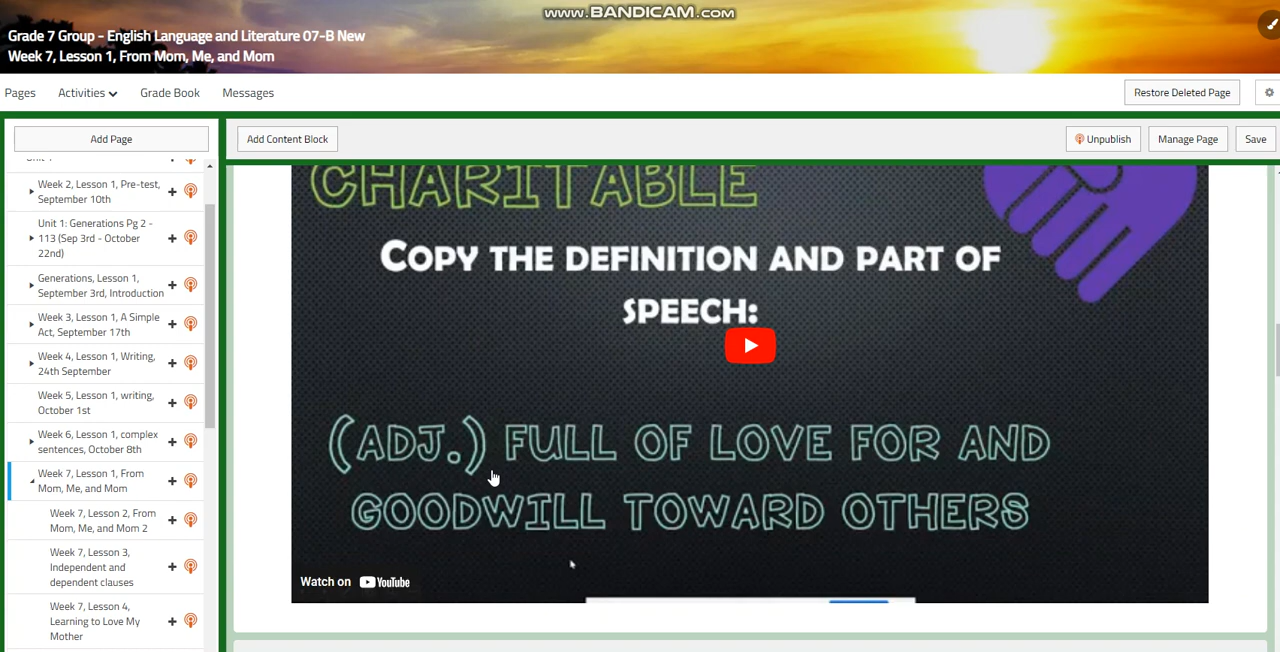 www.BANDICAM.com
Grade 7 Group - English Language and Literature 07-B New
Week 7, Lesson 1, From Mom, Me, and Mom
Pages
Activities
Grade Book
Messages
Restore Deleted Page
Add Page
Add Content Block
Unpublish
Manage Page
Save
Week 2, Lesson 1, Pre-test,
September 10th
Unit 1: Generations Pg 2 -
113 (Sep 3rd - October
22nd)
Generations, Lesson 1,
September 3rd, Introduction
Week 3, Lesson 1, A Simple
Act, September 17th
Week 4, Lesson 1, Writing,
24th September
Week 5, Lesson 1, writing,
October 1st
Week 6, Lesson 1, complex
sentences, October 8th
Week 7, Lesson 1, From
Mom, Me, and Mom
Week 7, Lesson 2, From
Mom, Me, and Mom 2
Week 7, Lesson 3,
Independent and
dependent clauses
Week 7, Lesson 4,
Learning to Love My
Mother
CHARITABLE
COPY THE DEFINITION AND PART OF
SPEECH:
(ADJ.) FULL OF LOVE FOR AND
GOODWILL TOWARD OTHERS
Watch on YouTube